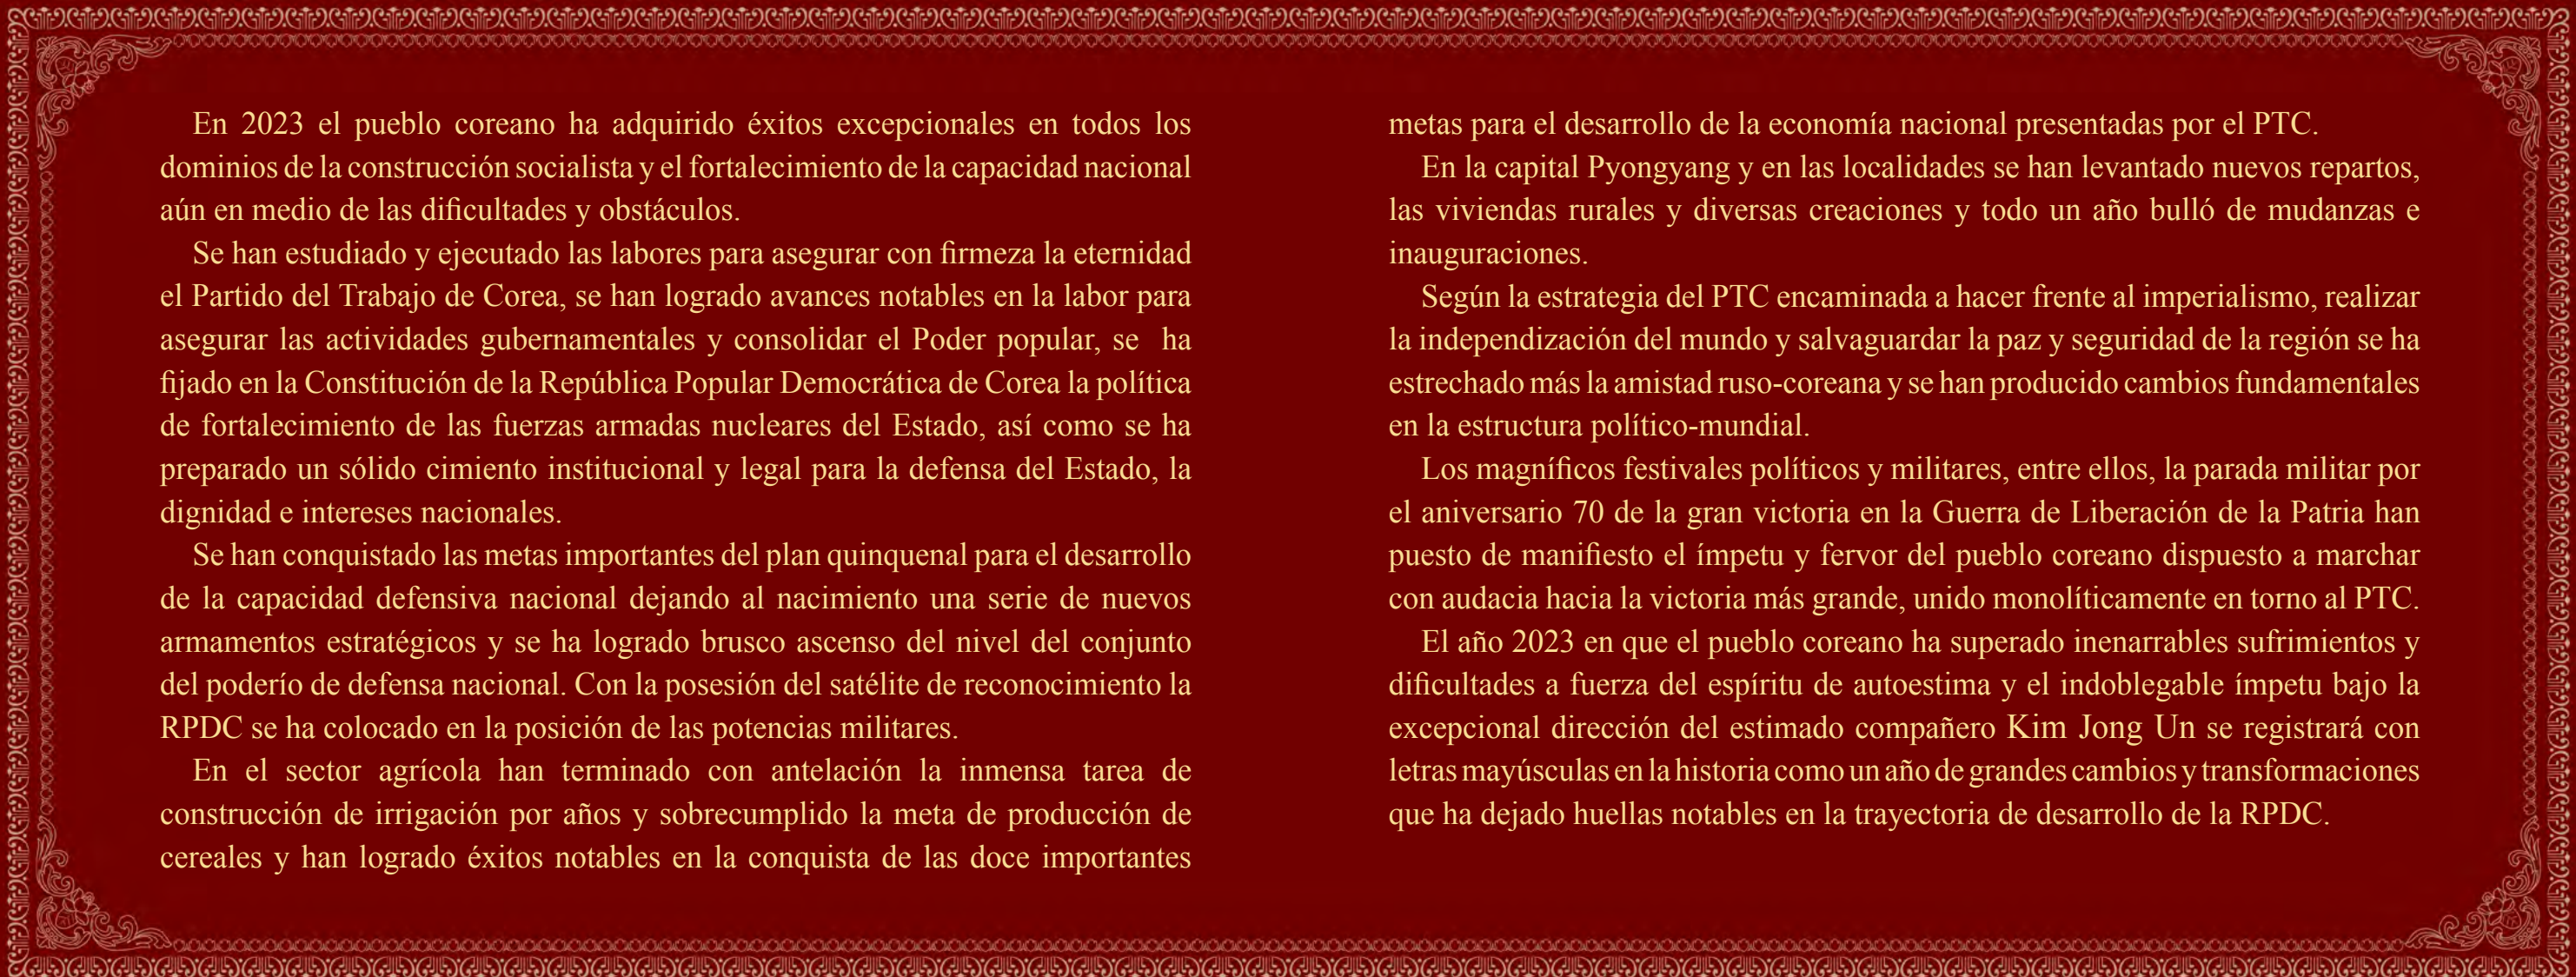 En 2023 el pueblo coreano ha adquirido éxitos excepcionales en todos los
dominios de la construcción socialista y el fortalecimiento de la capacidad nacional
aún en medio de las dificultades y obstáculos.
Se han estudiado y ejecutado las labores para asegurar con firmeza la eternidad
el Partido del Trabajo de Corea, se han logrado avances notables en la labor para
asegurar las actividades gubernamentales y consolidar el Poder popular, se ha
fijado en la Constitución de la República Popular Democrática de Corea la política
de fortalecimiento de las fuerzas armadas nucleares del Estado, así como se ha
preparado un sólido cimiento institucional y legal para la defensa del Estado, la
dignidad e intereses nacionales.
Se han conquistado las metas importantes del plan quinquenal para el desarrollo
de la capacidad defensiva nacional dejando al nacimiento una serie de nuevos
armamentos estratégicos y se ha logrado brusco ascenso del nivel del conjunto
del poderío de defensa nacional. Con la posesión del satélite de reconocimiento la
RPDC se ha colocado en la posición de las potencias militares.
En el sector agrícola han terminado con antelación la inmensa tarea de
construcción de irrigación por años y sobrecumplido la meta de producción de
cereales y han logrado éxitos notables en la conquista de las doce importantes
metas para el desarrollo de la economía nacional presentadas por el PTC.
En la capital Pyongyang y en las localidades se han levantado nuevos repartos,
las viviendas rurales y diversas creaciones y todo un año bulló de mudanzas e
inauguraciones.
Según la estrategia del PTC encaminada a hacer frente al imperialismo, realizar
la independización del mundo y salvaguardar la paz y seguridad de la región se ha
estrechado más la amistad ruso-coreana y se han producido cambios fundamentales
en la estructura político-mundial.
Los magníficos festivales políticos y militares, entre ellos, la parada militar por
el aniversario 70 de la gran victoria en la Guerra de Liberación de la Patria han
puesto de manifiesto el ímpetu y fervor del pueblo coreano dispuesto a marchar
con audacia hacia la victoria más grande, unido monolíticamente en torno al PTC.
El año 2023 en que el pueblo coreano ha superado inenarrables sufrimientos y
dificultades a fuerza del espíritu de autoestima y el indoblegable ímpetu bajo la
excepcional dirección del estimado compañero Kim Jong Un se registrará con
letras mayúsculas en la historia como un año de grandes cambios y transformaciones
que ha dejado huellas notables en la trayectoria de desarrollo de la RPDC.